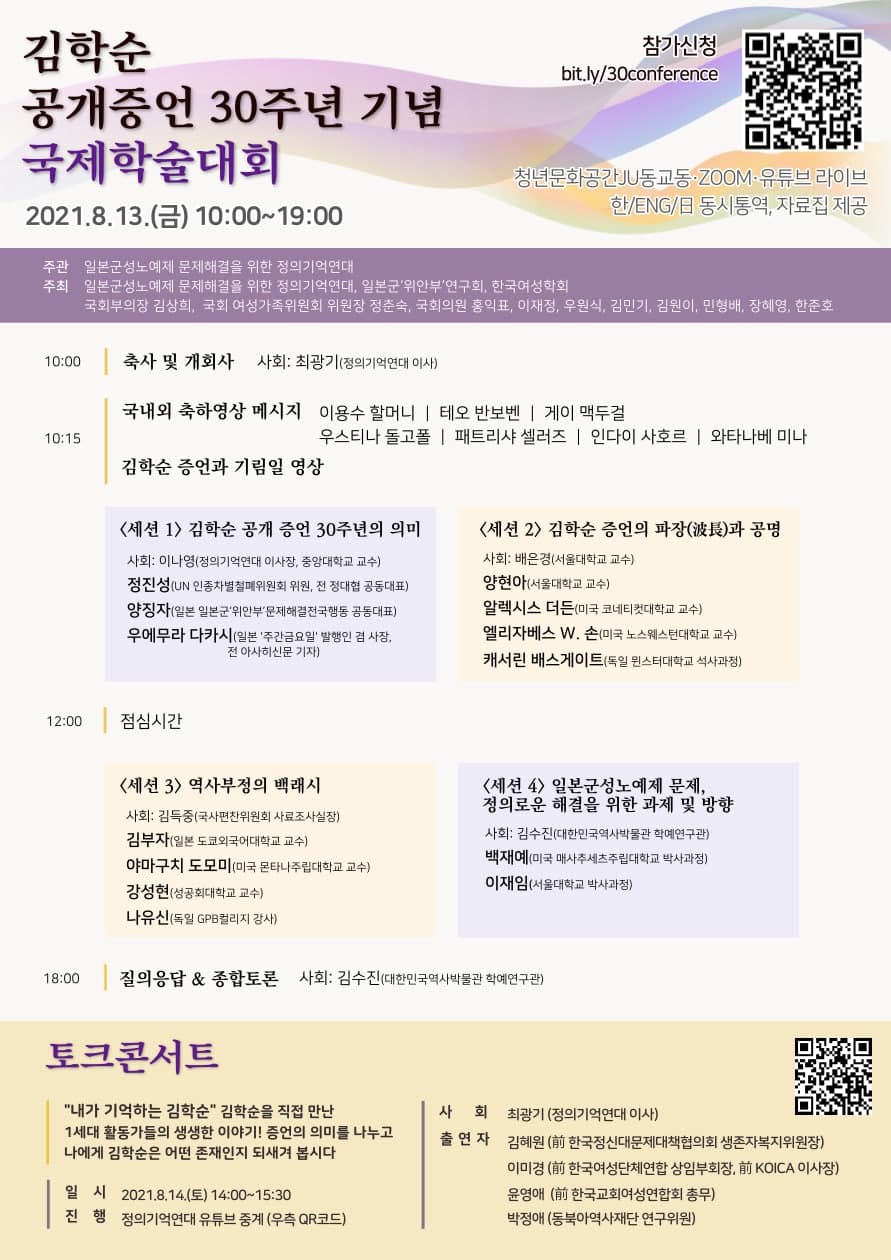 김학순
공개증언 30주년 기념
국제학술대회
2021.8.13.(금) 10:00~19:00
참가신청
bit.ly/30conference
청년문화공간JU동교동·ZOOM·유튜브 라이브
한/ENG/日 동시통역, 자료집 제공
주관 일본군성노예제 문제해결을 위한 정의기억연대
주최 일본군성노예제 문제해결을 위한 정의기억연대, 일본군'위안부'연구회, 한국여성학회
국회부의장 김상희, 국회 여성가족위원회 위원장 정춘숙, 국회의원 홍익표, 이재정, 우원식, 김민기, 김원이, 민형배, 장혜영, 한준호
10:00 축사 및 개회사 사회: 최광기(정의기억연대 이사)
10:15
국내외 축하영상 메시지 이용수 할머니 | 테오 반보벤 | 게이 맥두걸
우스티나 돌고폴 | 패트리샤 셀러즈 | 인다이 사호르 | 와타나베 미나
김학순 증언과 기림일 영상
<세션 1> 김학순 공개 증언 30주년의 의미
사회: 이나영(정의기억연대 이사장, 중앙대학교 교수)
정진성(UN 인종차별철폐위원회 위원, 전 정대협 공동대표)
양징자(일본 일본군'위안부'문제해결전국행동 공동대표)
우에무라 다카시(일본 '주간금요일' 발행인 겸 사장,
전 아사히신문 기자)
<세션 2> 김학순 증언의 파장(波長)과 공명
사회: 배은경(서울대학교 교수)
양현아(서울대학교 교수)
알렉시스 더든(미국 코네티컷대학교 교수)
엘리자베스 W. 손(미국 노스웨스턴대학교 교수)
캐서린 배스게이트(독일 뮌스터대학교 석사과정)
12:00 점심시간
<세션 3> 역사부정의 백래시
사회: 김득중(국사편찬위원회 사료조사실장)
김부자(일본 도쿄외국어대학교 교수)
야마구치 도모미(미국 몬타나주립대학교 교수)
강성현(성공회대학교 교수)
나유신(독일 GPB컬리지 강사)
<세션 4> 일본군성노예제 문제,
정의로운 해결을 위한 과제 및 방향
사회: 김수진(대한민국역사박물관 학예연구관)
백재예(미국 매사추세츠주립대학교 박사과정)
이재임(서울대학교 박사과정)
18:00 질의응답 & 종합토론 사회: 김수진(대한민국역사박물관 학예연구관)
토크콘서트
"내가 기억하는 김학순" 김학순을 직접 만난
1세대 활동가들의 생생한 이야기! 증언의 의미를 나누고
나에게 김학순은 어떤 존재인지 되새겨 봅시다
일 시 2021.8.14.(토) 14:00~15:30
진 행 정의기억연대 유튜브 중계 (우측 QR코드)
사 회 최광기 (정의기억연대 이사)
출연자 김혜원 (前 한국정신대문제대책협의회 생존자복지위원장)
이미경 (前 한국여성단체연합 상임부회장, 前 KOICA 이사장)
윤영애 (前 한국교회여성연합회 총무)
박정애 (동북아역사재단 연구위원)